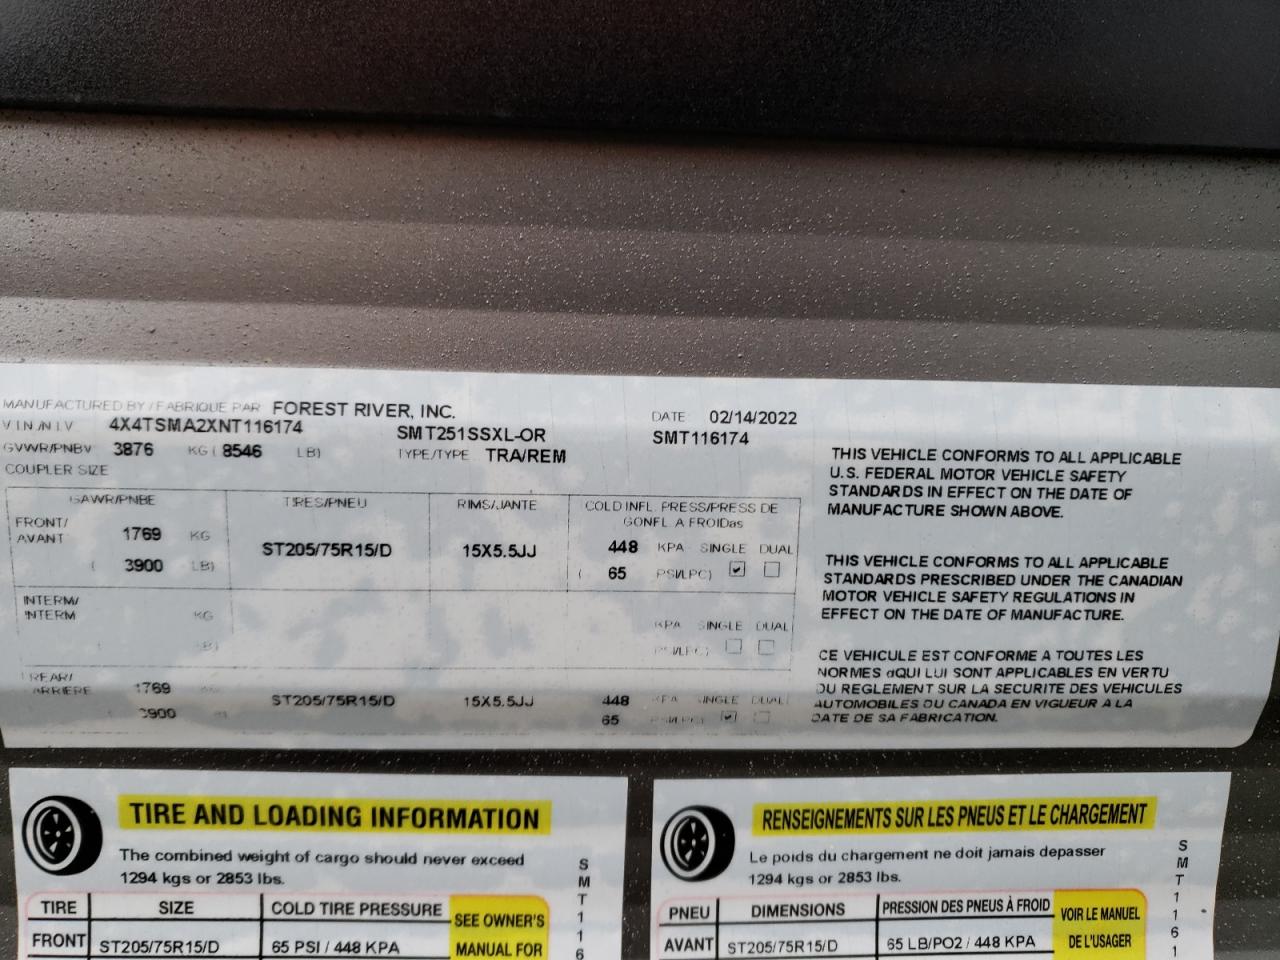 MANUFACTURED BY / FABRIQUE PAR FOREST RIVER, INC.
DATE 02/14/2022
V I N /N I V 4X4TSMA2XNT116174
SMT251SSXL-OR
SMT116174
GVWR/PNBV 3876 KG ( 8546 LB)
TYPE/TYPE TRA/REM
COUPLER SIZE
GAWR/PNBE TIRES/PNEU RIMS/JANTE COLD INFL. PRESS/PRESS DE
GONFL A FROIDas
FRONT/
AVANT 1769 KG ST205/75R15/D 15X5.5JJ 448 KPA SINGLE DUAL
( 3900 LB) ( 65 PSI/LPC)
INTERM/
INTERM KG KPA SINGLE DUAL
LB) PSI/LPC)
REAR/
ARRIERE 1769 KG ST205/75R15/D 15X5.5JJ 448 KPA SINGLE DUAL
3900 65 PSI/LPC)
THIS VEHICLE CONFORMS TO ALL APPLICABLE
U.S. FEDERAL MOTOR VEHICLE SAFETY
STANDARDS IN EFFECT ON THE DATE OF
MANUFACTURE SHOWN ABOVE.
THIS VEHICLE CONFORMS TO ALL APPLICABLE
STANDARDS PRESCRIBED UNDER THE CANADIAN
MOTOR VEHICLE SAFETY REGULATIONS IN
EFFECT ON THE DATE OF MANUFACTURE.
CE VEHICULE EST CONFORME A TOUTES LES
NORMES dQUI LUI SONT APPLICABLES EN VERTU
DU REGLEMENT SUR LA SECURITE DES VEHICULES
AUTOMOBILES DU CANADA EN VIGUEUR A LA
DATE DE SA FABRICATION.
TIRE AND LOADING INFORMATION
The combined weight of cargo should never exceed
1294 kgs or 2853 lbs.
TIRE SIZE COLD TIRE PRESSURE SEE OWNER'S
FRONT ST205/75R15/D 65 PSI / 448 KPA MANUAL FOR
SMT116
RENSEIGNEMENTS SUR LES PNEUS ET LE CHARGEMENT
Le poids du chargement ne doit jamais depasser
1294 kgs or 2853 lbs.
PNEU DIMENSIONS PRESSION DES PNEUS À FROID VOIR LE MANUEL
AVANT ST205/75R15/D 65 LB/PO2 / 448 KPA DE L'USAGER
SMT1161